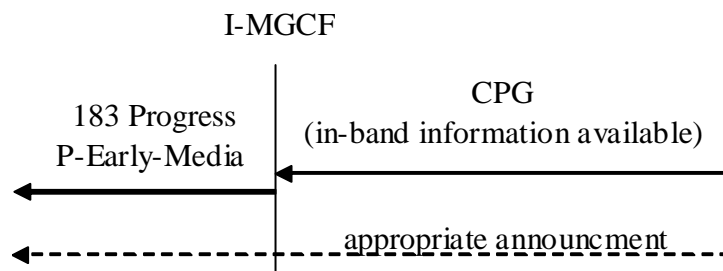 I-MGCF
183 Progress
P-Early-Media
CPG
(in-band information available)
appropriate announcment